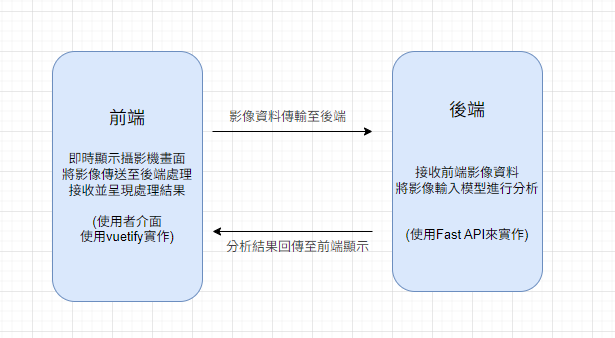 前端
即時顯示攝影機畫面
將影像傳送至後端處理
接收並呈現處理結果
(使用者介面
使用vuetify實作)
影像資料傳輸至後端
分析結果回傳至前端顯示
後端
接收前端影像資料
將影像輸入模型進行分析
(使用Fast API來實作)